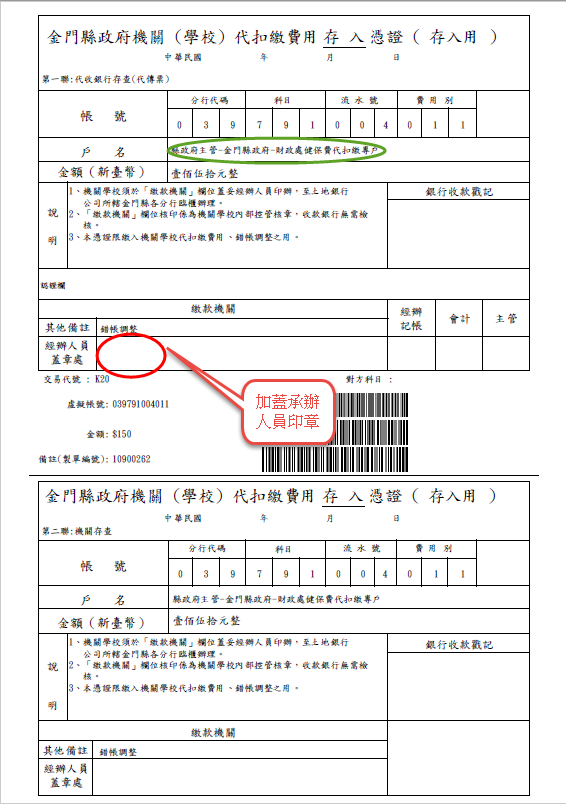 金門縣政府機關（學校）代扣繳費用 存 入 憑證（ 存入用 ）
中華民國 年 月 日
第一聯:代收銀行存查(代傳票)
帳 號
分行代碼 科目 流水號 費用別
0 3 9 7 9 1 0 0 4 0 1 1
戶 名 縣政府主管-金門縣政府-財政處健保費代扣繳專戶
金額（新臺幣） 壹佰伍拾元整
說 明
1、機關學校須於「繳款機關」欄位蓋妥經辦人員印辦，至土地銀行
公司所轄金門縣各分行臨櫃辦理。
2、「繳款機關」欄位核印係為機關學校內部控管核章，收款銀行無需檢
核。
3、本憑證限繳入機關學校代扣繳費用、錯帳調整之用。
銀行收款戳記
認證欄
繳款機關
經辦
記帳
會計
主管
其他備註 錯帳調整
經辦人員
蓋章處
加蓋承辦
人員印章
交易代號 : K20
對方科目 :
虛擬帳號: 039791004011
金額: $150
備註(製單編號): 10900262
金門縣政府機關（學校）代扣繳費用 存 入 憑證（ 存入用 ）
中華民國 年 月 日
第二聯:機關存查
帳 號
分行代碼 科目 流水號 費用別
0 3 9 7 9 1 0 0 4 0 1 1
戶 名 縣政府主管-金門縣政府-財政處健保費代扣繳專戶
金額（新臺幣） 壹佰伍拾元整
說 明
1、機關學校須於「繳款機關」欄位蓋妥經辦人員印辦，至土地銀行
公司所轄金門縣各分行臨櫃辦理。
2、「繳款機關」欄位核印係為機關學校內部控管核章，收款銀行無需檢
核。
3、本憑證限繳入機關學校代扣繳費用、錯帳調整之用。
銀行收款戳記
繳款機關
其他備註 錯帳調整
經辦人員
蓋章處